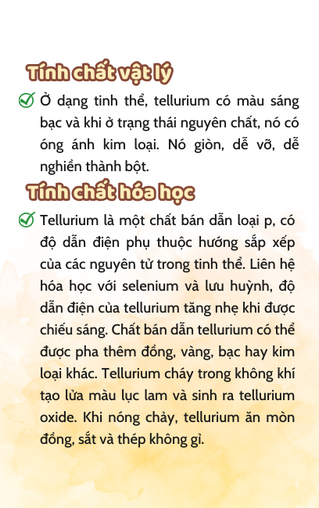 Tính chất vật lý
Ở dạng tinh thể, tellurium có màu sáng
bạc và khi ở trạng thái nguyên chất, nó có
óng ánh kim loại. Nó giòn, dễ vỡ, dễ
nghiền thành bột.
Tính chất hóa học
Tellurium là một chất bán dẫn loại p, có
độ dẫn điện phụ thuộc hướng sắp xếp
của các nguyên tử trong tinh thể. Liên hệ
hóa học với selenium và lưu huỳnh, độ
dẫn điện của tellurium tăng nhẹ khi được
chiếu sáng. Chất bán dẫn tellurium có thể
được pha thêm đồng, vàng, bạc hay kim
loại khác. Tellurium cháy trong không khí
tạo lửa màu lục lam và sinh ra tellurium
oxide. Khi nóng chảy, tellurium ăn mòn
đồng, sắt và thép không gỉ.